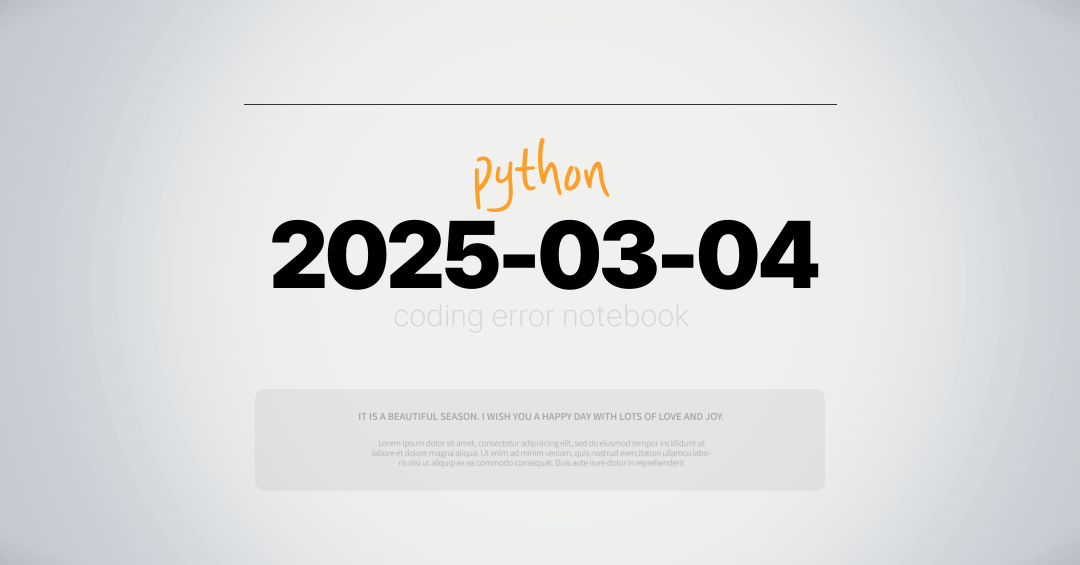 python
2025-03-04
coding error notebook
IT IS A BEAUTIFUL SEASON. I WISH YOU A HAPPY DAY WITH LOTS OF LOVE AND JOY.
Lorem ipsum dolor sit amet, consectetur adipisicing elit, sed do eiusmod tempor incididunt ut
labore et dolore magna aliqua. Ut enim ad minim veniam, quis nostrud exercitation ullamco labo-
ris nisi ut aliquip ex ea commodo consequat. Duis aute irure dolor in reprehenderit